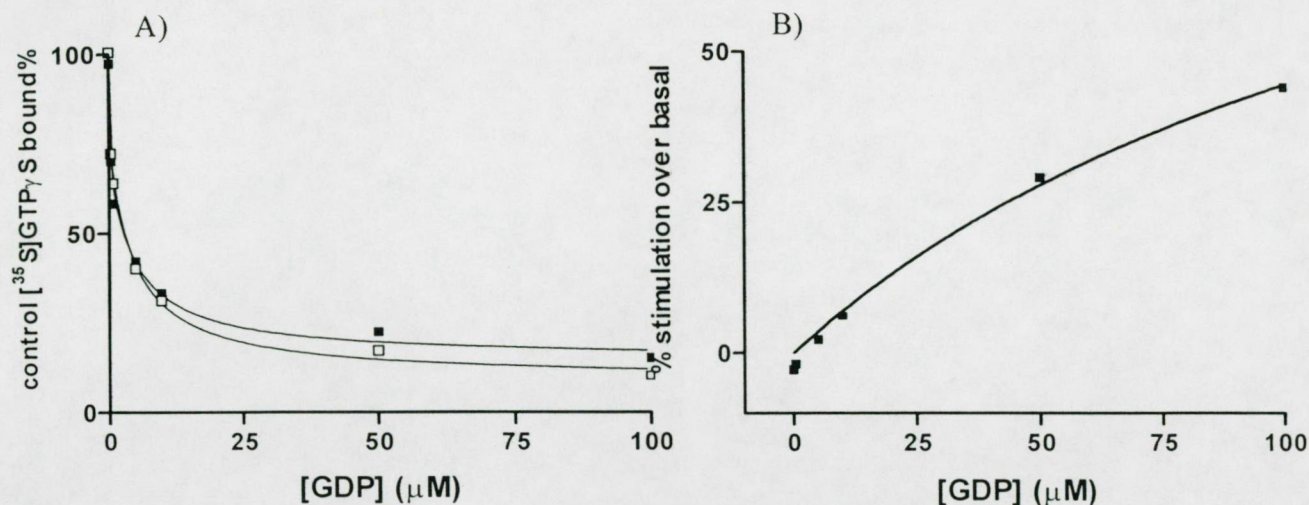 A)
control [³⁵S]GTPγS bound%
100
50
0
0 25 50 75 100
[GDP] (μM)
B)
% stimulation over basal
50
25
0
0 25 50 75 100
[GDP] (μM)